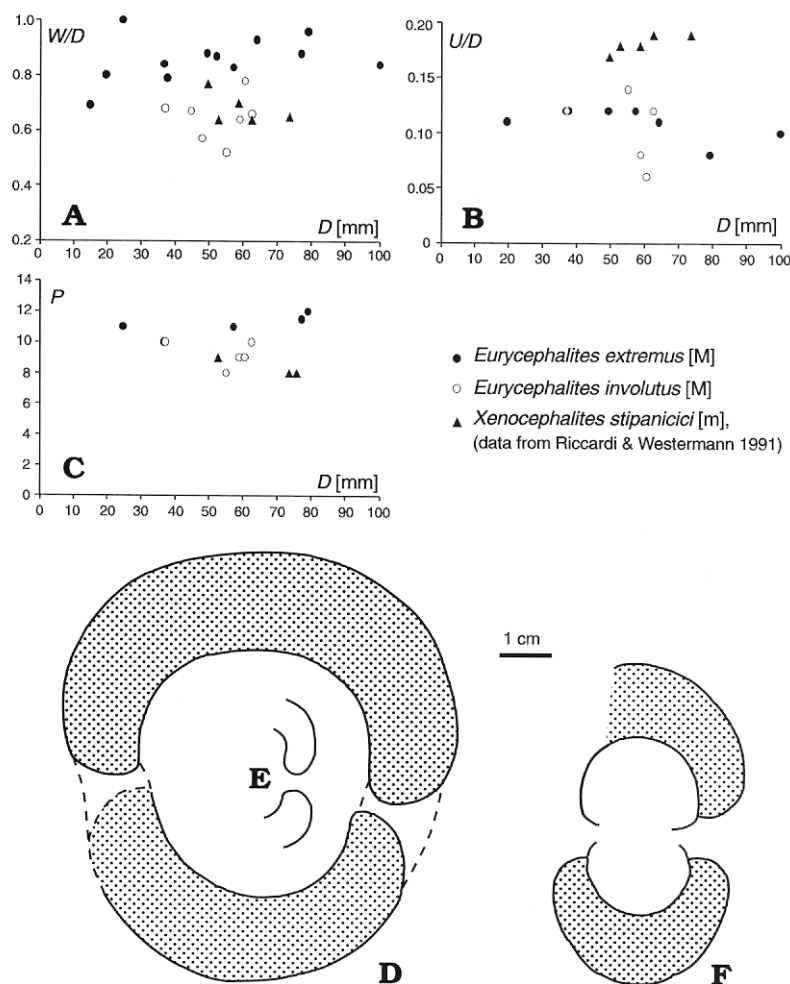 W/D
1.0
0.8
0.6
0.4
0.2
A
D [mm]
0 10 20 30 40 50 60 70 80 90 100
U/D
0.20
0.15
0.10
0.05
0
B
D [mm]
0 10 20 30 40 50 60 70 80 90 100
P
14
12
10
8
6
4
2
0
C
D [mm]
0 10 20 30 40 50 60 70 80 90 100
Eurycephalites extremus [M]
Eurycephalites involutus [M]
Xenocephalites stipanicici [m],
(data from Riccardi & Westermann 1991)
1 cm
E
D
F